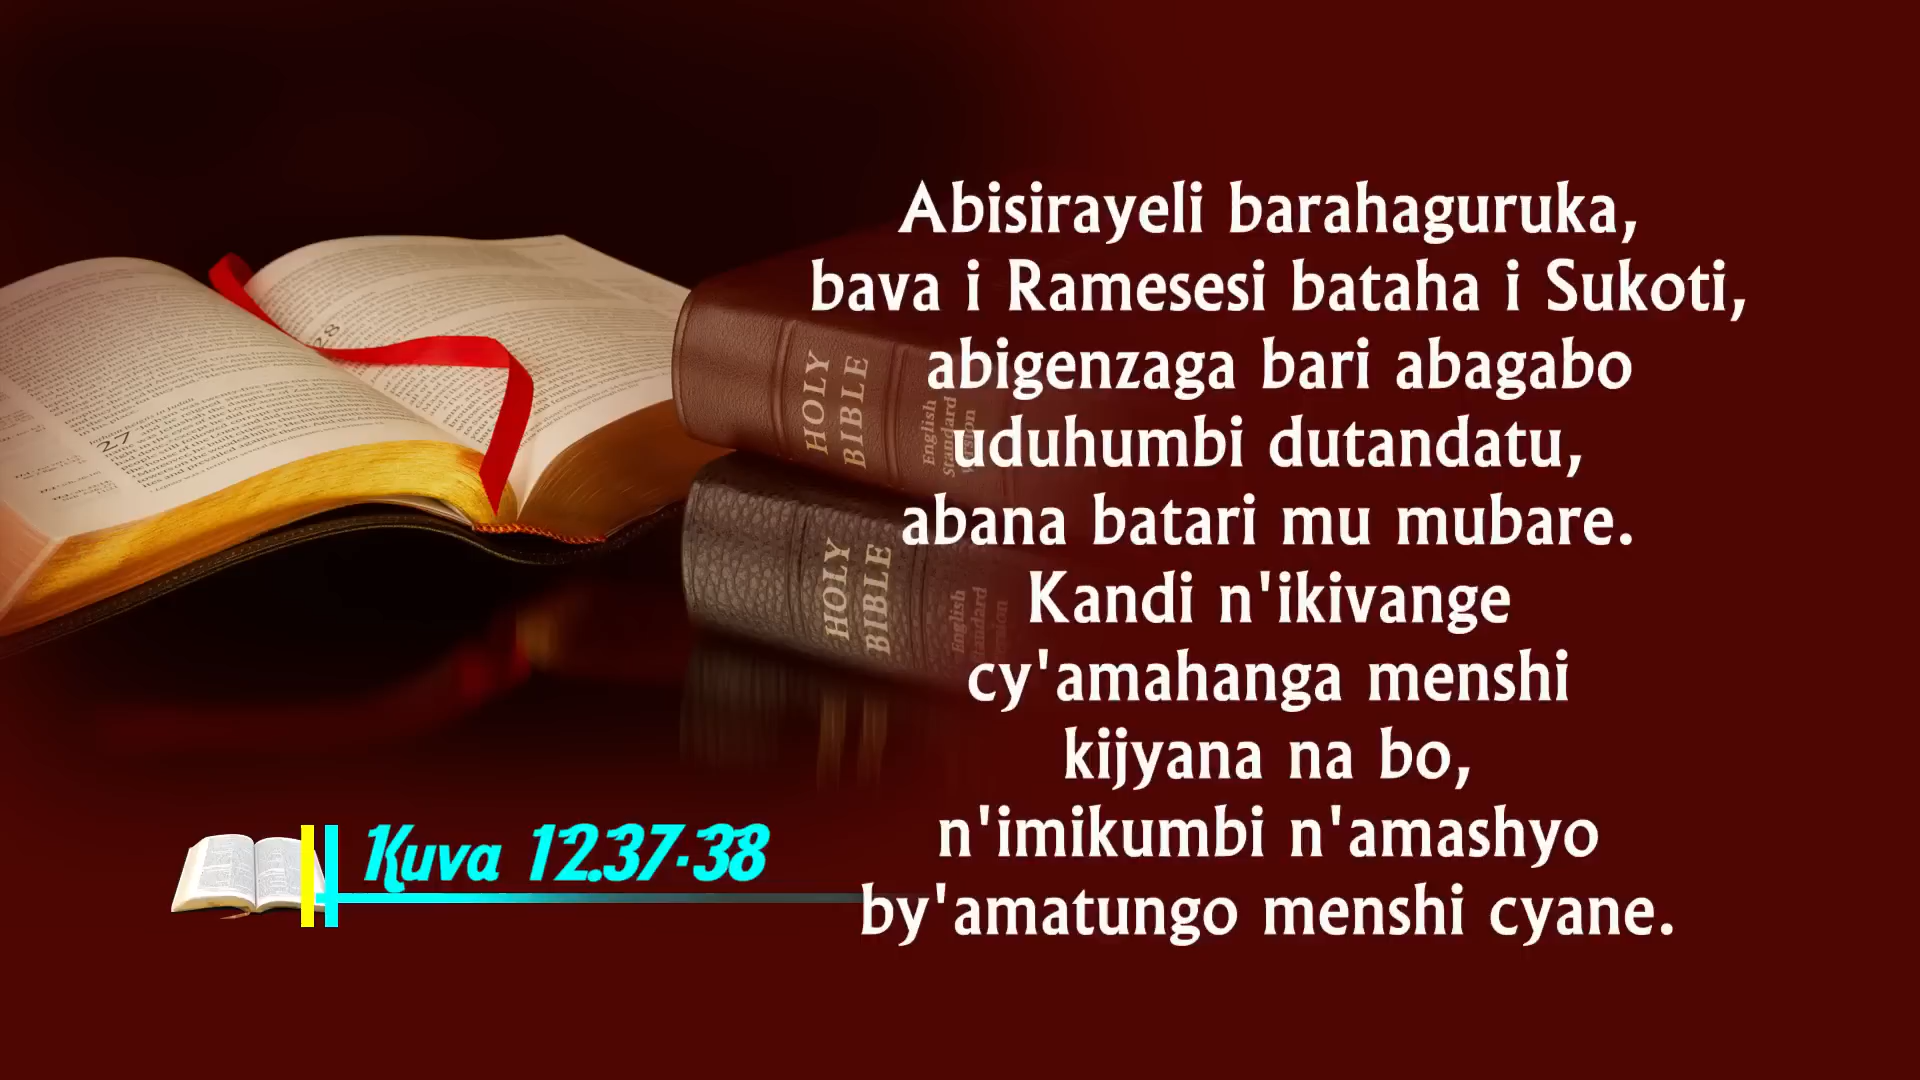 Abisirayeli barahaguruka,
bava i Ramesesi bataha i Sukoti,
abigenzaga bari abagabo
uduhumbi dutandatu,
abana batari mu mubare.
Kandi n'ikivange
cy'amahanga menshi
kijyana na bo,
n'imikumbi n'amashyo
by'amatungo menshi cyane.
Kuva 12.37-38
HOLY
BIBLE
English
Standard
Version
HOLY
BIBLE
English
Standard
Version
27